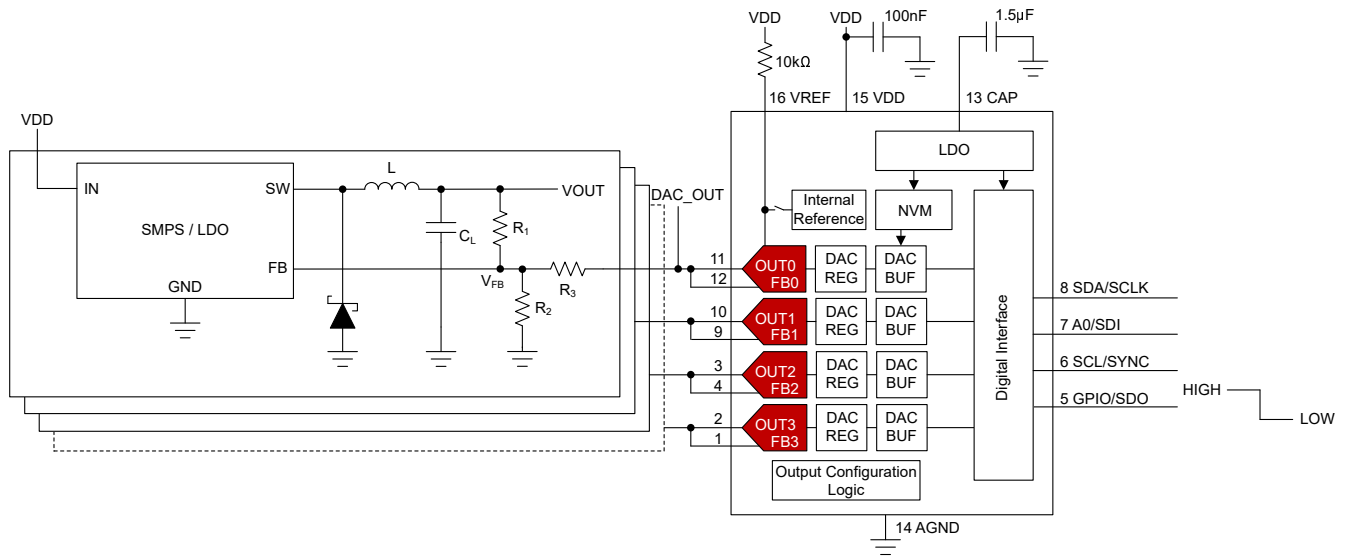 VDD
IN
SW
SMPS / LDO
FB
GND
L
VOUT
CL
R1
VFB
R3
R2
DAC_OUT
VDD
10kΩ
VDD
100nF
1.5µF
16 VREF
15 VDD
13 CAP
LDO
Internal
Reference
NVM
11
12
OUT0
FB0
DAC
REG
DAC
BUF
10
9
OUT1
FB1
DAC
REG
DAC
BUF
3
4
OUT2
FB2
DAC
REG
DAC
BUF
2
1
OUT3
FB3
DAC
REG
DAC
BUF
Digital Interface
Output Configuration
Logic
14 AGND
8 SDA/SCLK
7 A0/SDI
6 SCL/SYNC
5 GPIO/SDO
HIGH
LOW